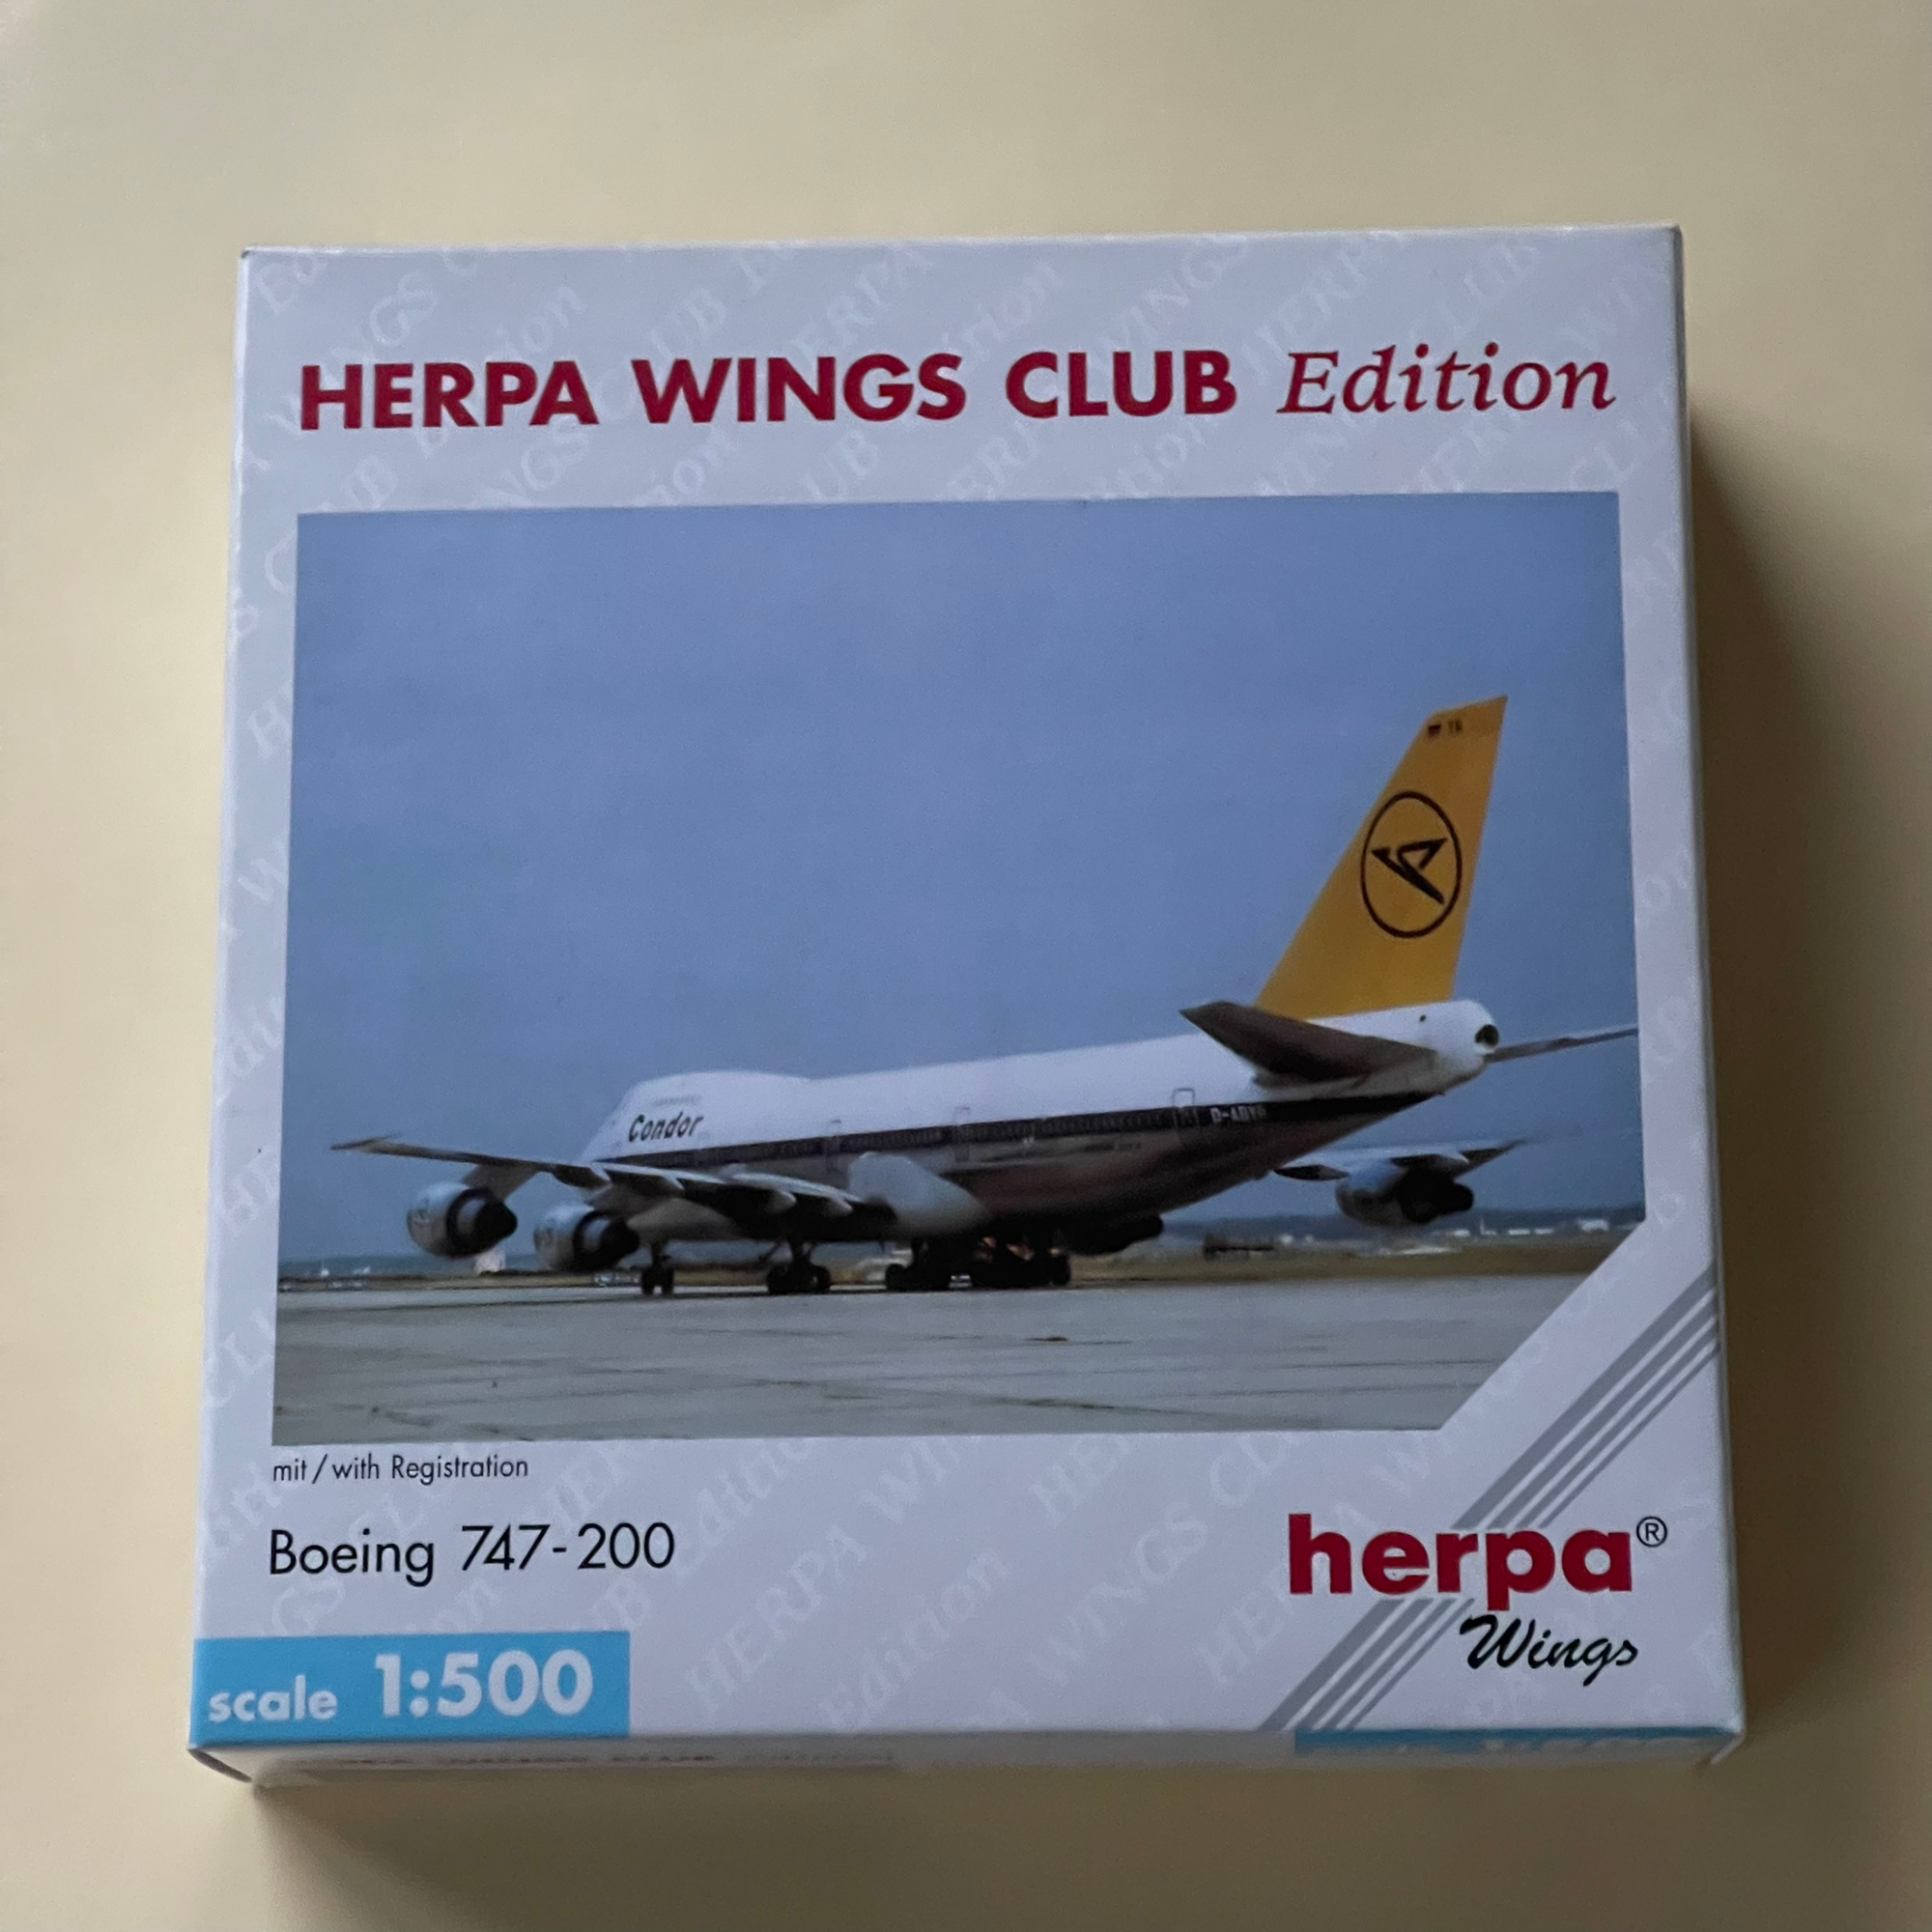 HERPA WINGS CLUB Edition
Condor
mit / with Registration
Boeing 747-200
herpa®
Wings
scale 1:500